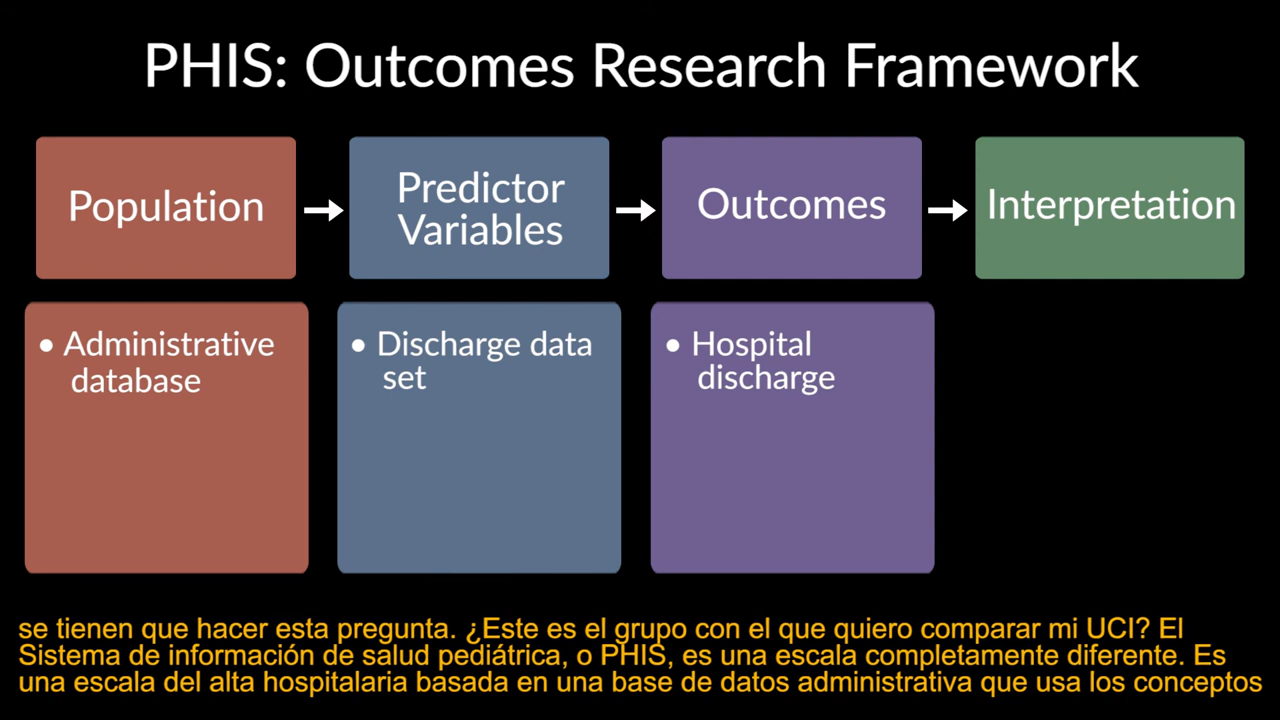 PHIS: Outcomes Research Framework
Population
Predictor
Variables
Outcomes
Interpretation
• Administrative
database
• Discharge data
set
• Hospital
discharge
se tienen que hacer esta pregunta. ¿Este es el grupo con el que quiero comparar mi UCI? El
Sistema de información de salud pediátrica, o PHIS, es una escala completamente diferente. Es
una escala del alta hospitalaria basada en una base de datos administrativa que usa los conceptos